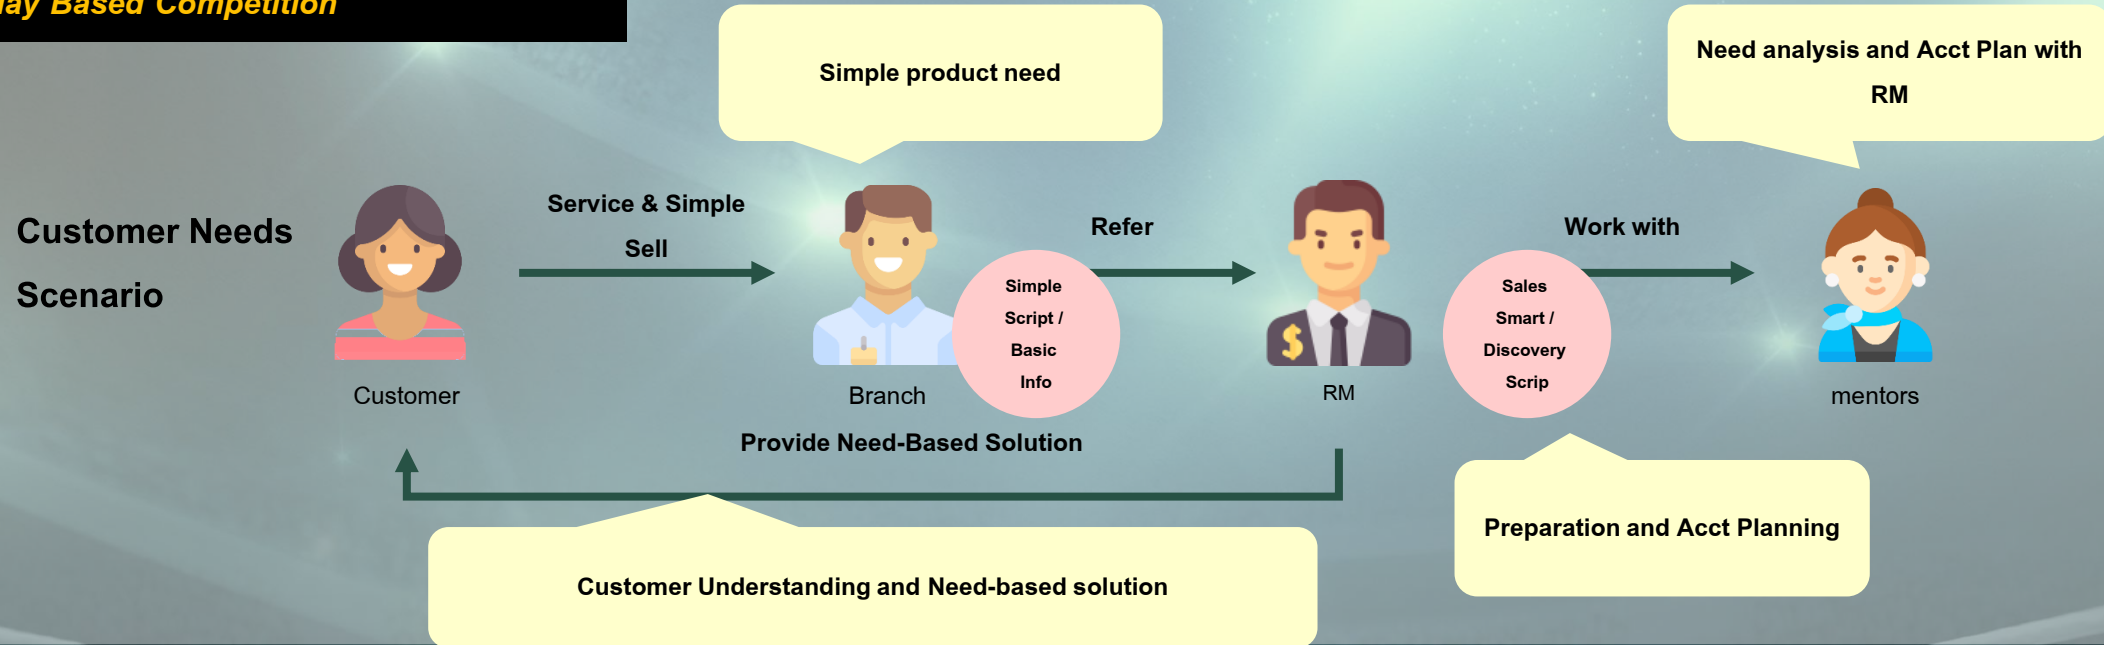 Based Competition
Simple product need
Need analysis and Acct Plan with
RM
Customer Needs
Scenario
Service & Simple
Sell
Refer
Work with
Simple
Script /
Basic
Info
Sales
Smart /
Discovery
Scrip
Customer
Branch
RM
mentors
Provide Need-Based Solution
Preparation and Acct Planning
Customer Understanding and Need-based solution